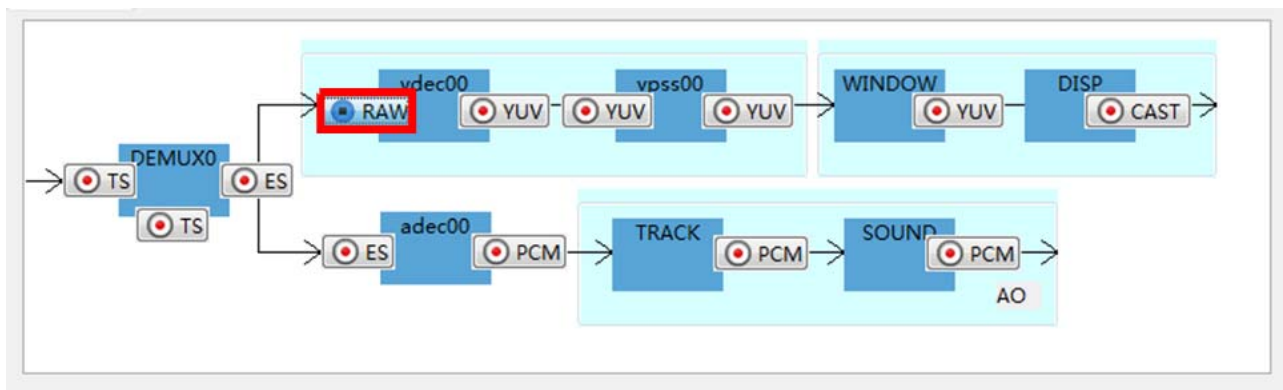 vdec00
vpss00
WINDOW
DISP
RAW
YUV
YUV
YUV
YUV
CAST
DEMUX0
TS
ES
TS
adec00
TRACK
SOUND
ES
PCM
PCM
PCM
AO